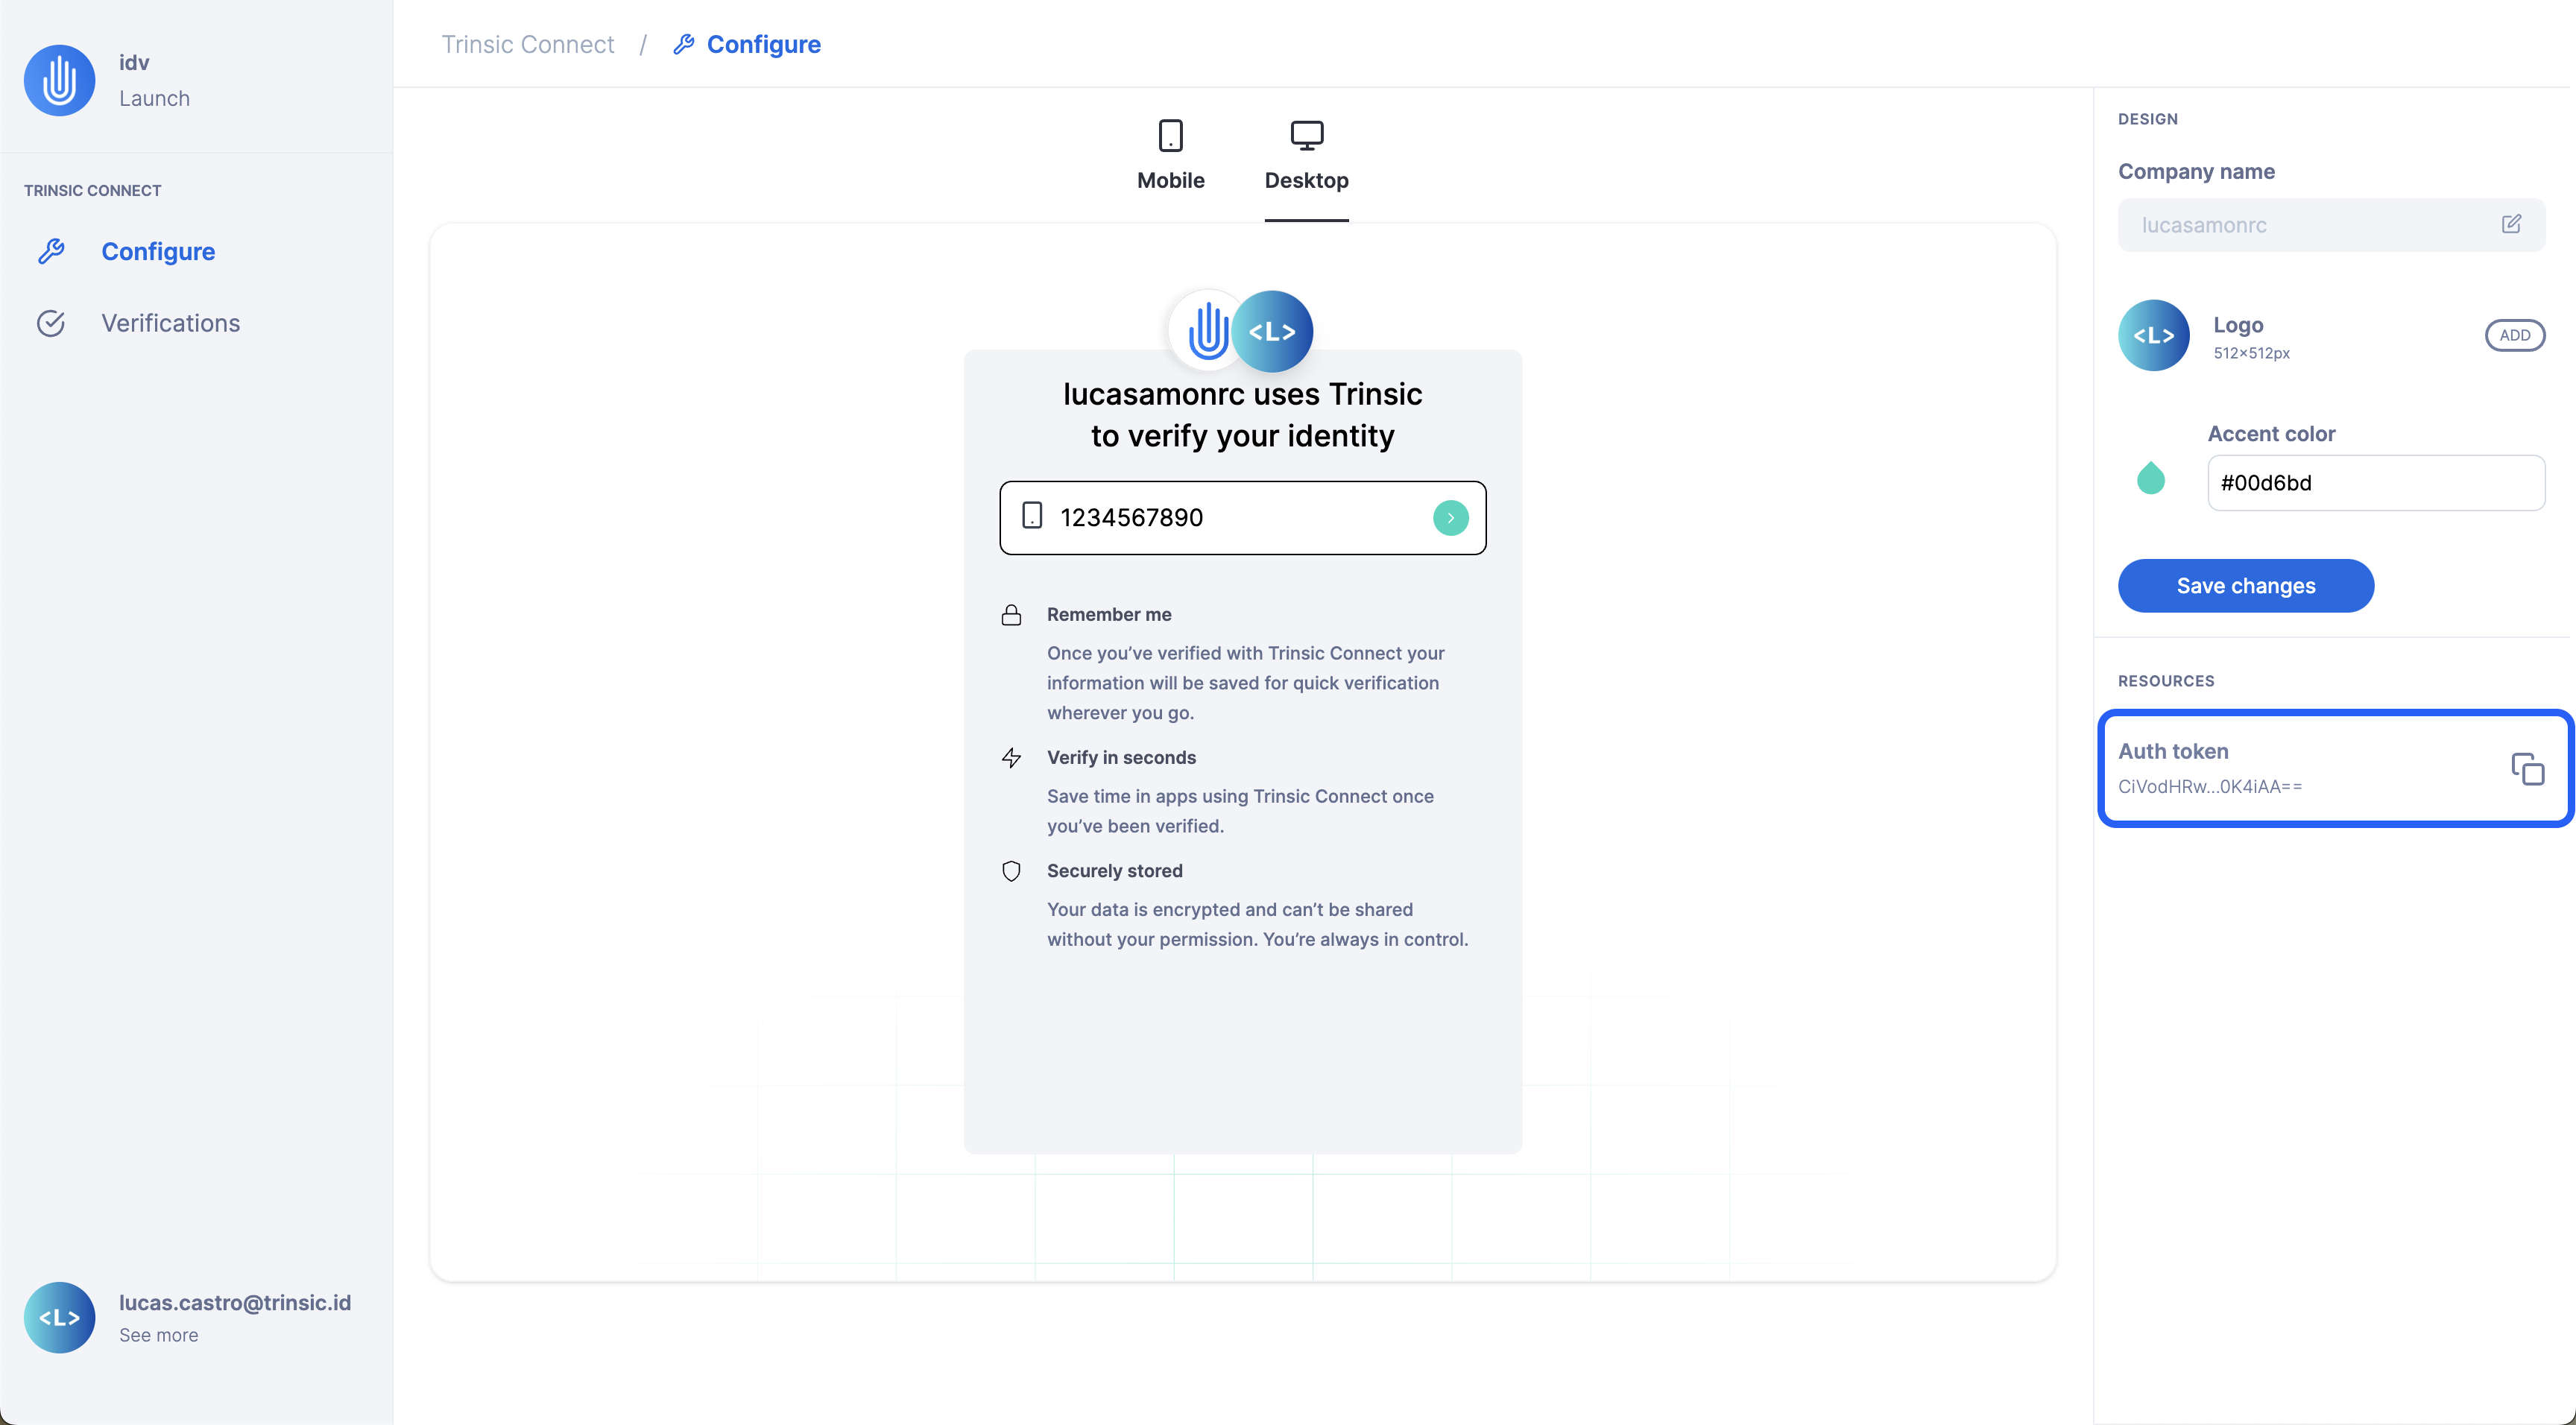 idv
Launch
TRINSIC CONNECT
Configure
Verifications
<L>
lucas.castro@trinsic.id
See more
Trinsic Connect / Configure
Mobile
Desktop
<L>
lucasamonrc uses Trinsic
to verify your identity
1234567890
Remember me
Once you’ve verified with Trinsic Connect your
information will be saved for quick verification
wherever you go.
Verify in seconds
Save time in apps using Trinsic Connect once
you’ve been verified.
Securely stored
Your data is encrypted and can’t be shared
without your permission. You’re always in control.
DESIGN
Company name
lucasamonrc
<L>
Logo
512×512px
ADD
Accent color
#00d6bd
Save changes
RESOURCES
Auth token
CiVodHRw...0K4iAA==